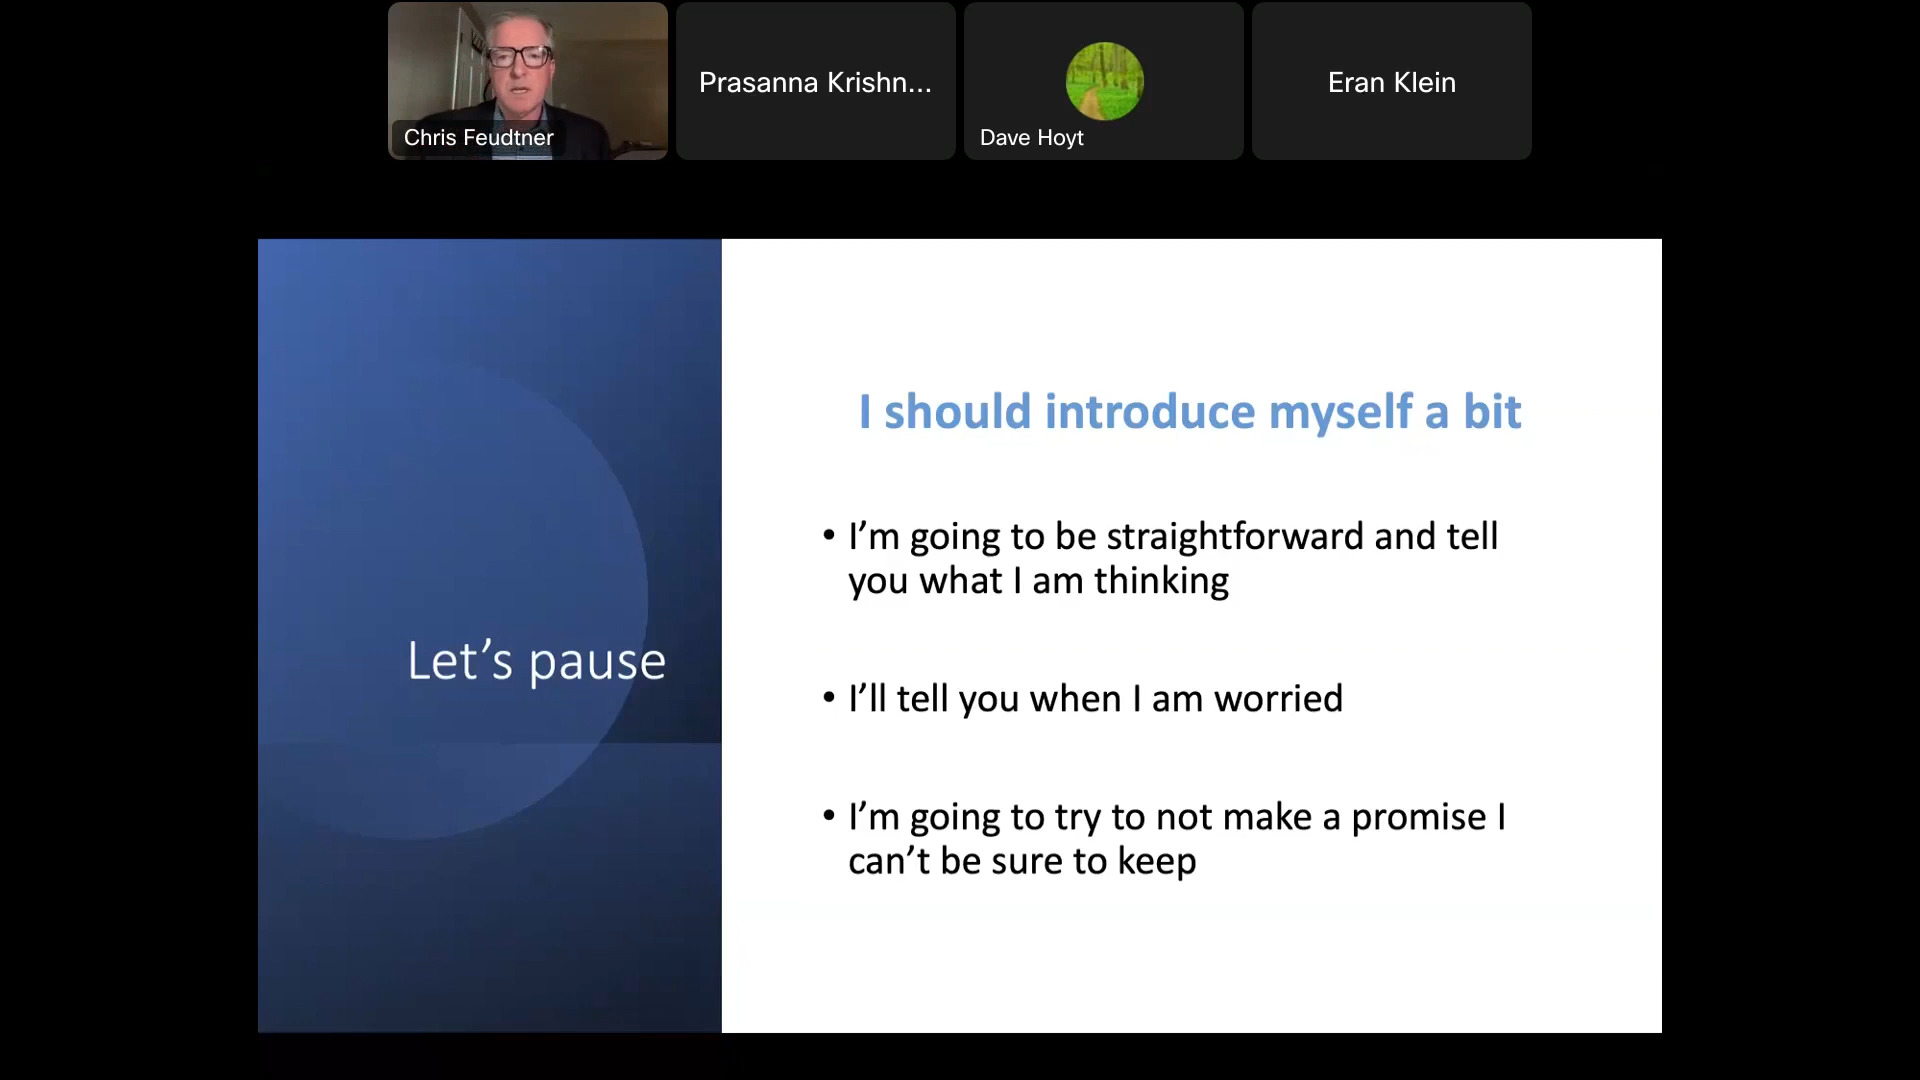 Chris Feudtner
Prasanna Krishn...
Dave Hoyt
Eran Klein
Let’s pause
I should introduce myself a bit
• I’m going to be straightforward and tell
you what I am thinking
• I’ll tell you when I am worried
• I’m going to try to not make a promise I
can’t be sure to keep